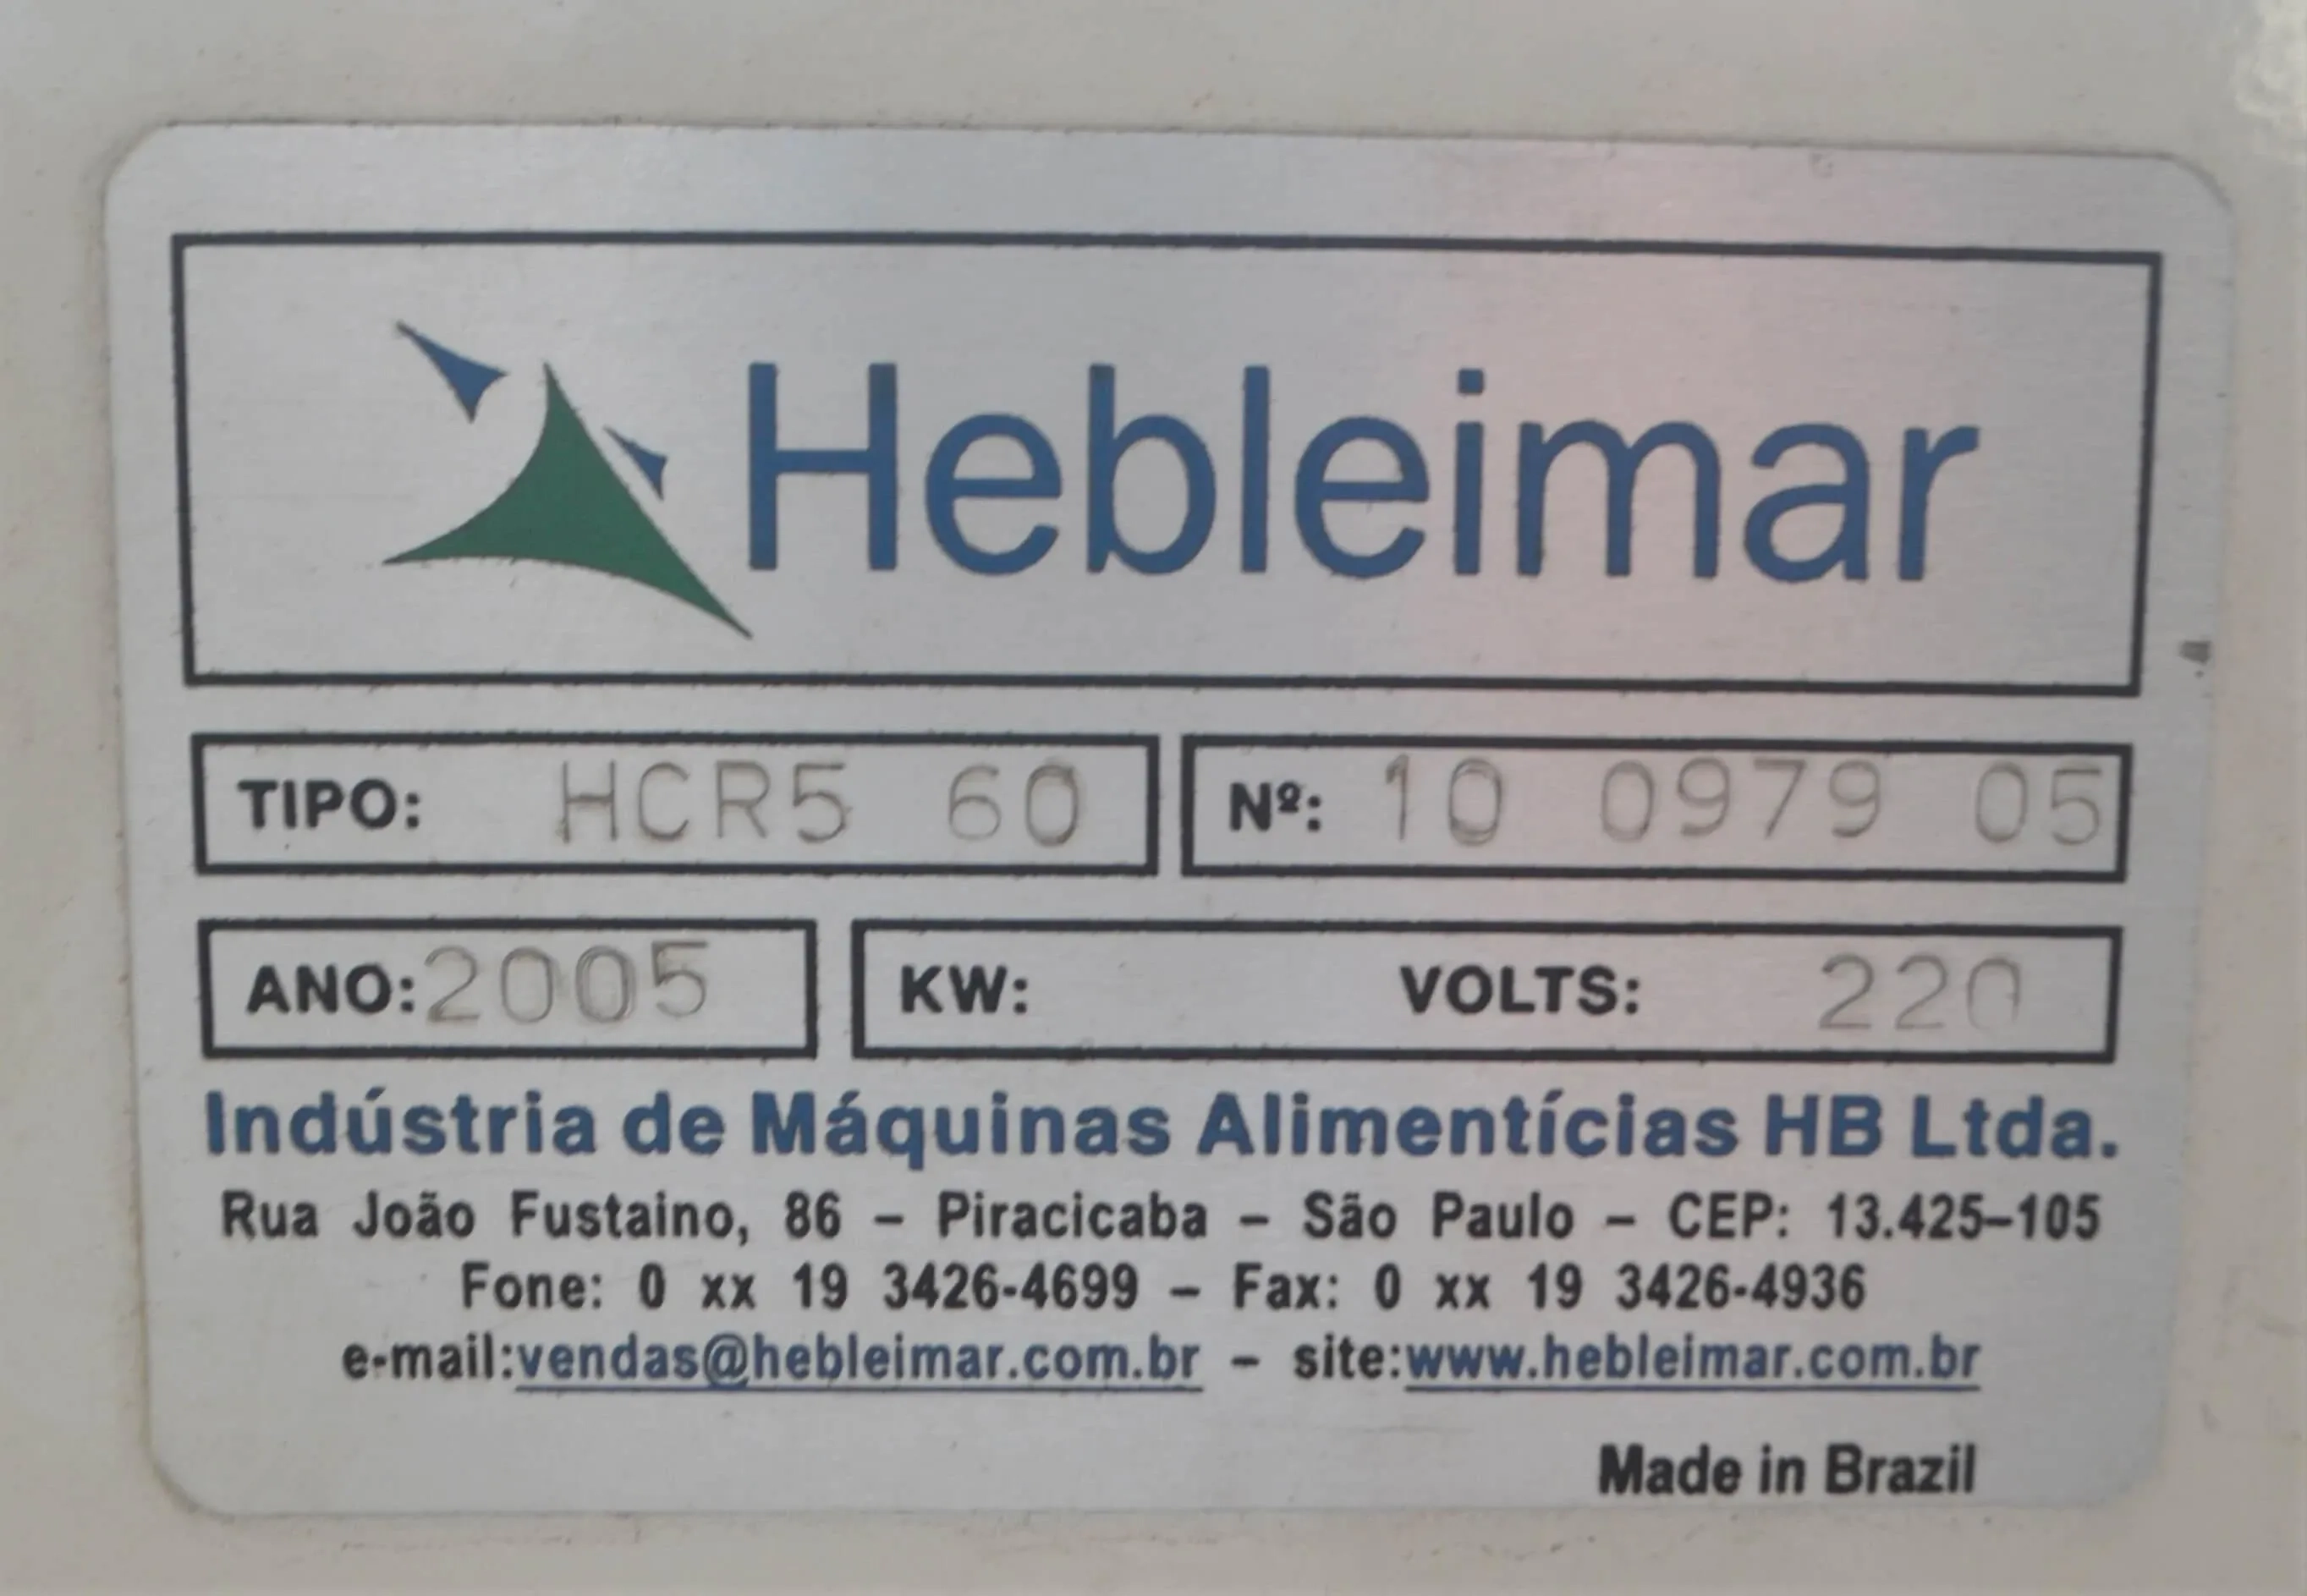 Hebleimar
TIPO: HCR5 60 Nº: 10 0979 05
ANO: 2005 KW: VOLTS: 220
Indústria de Máquinas Alimentícias HB Ltda.
Rua João Fustaino, 86 – Piracicaba – São Paulo – CEP: 13.425–105
Fone: 0 xx 19 3426-4699 – Fax: 0 xx 19 3426-4936
e-mail:vendas@hebleimar.com.br – site:www.hebleimar.com.br
Made in Brazil